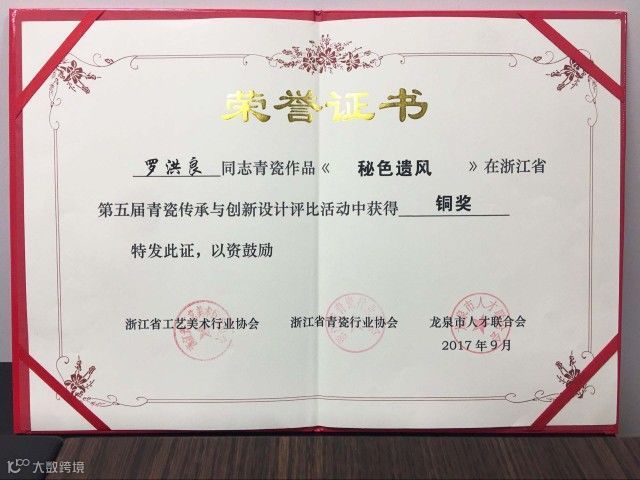 荣誉证书
罗洪良 同志青瓷作品《 秘色遗风 》在浙江省
第五届青瓷传承与创新设计评比活动中获得 铜奖
特发此证，以资鼓励
浙江省工艺美术行业协会 浙江省青瓷行业协会 龙泉市人才联合会
2017年9月
大数跨境